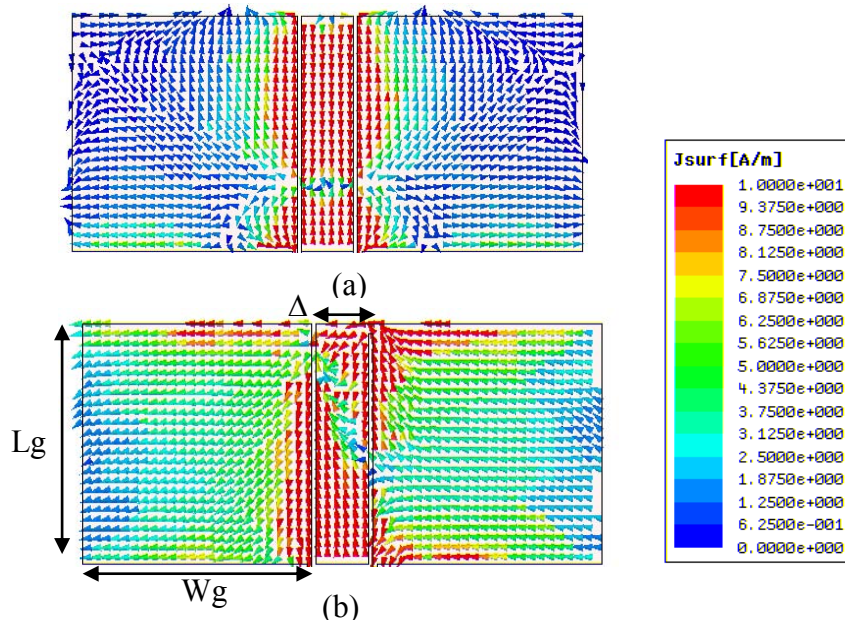 Jsurf[A/m]
1.0000e+001
9.3750e+000
8.7500e+000
8.1250e+000
7.5000e+000
6.8750e+000
6.2500e+000
5.6250e+000
5.0000e+000
4.3750e+000
3.7500e+000
3.1250e+000
2.5000e+000
1.8750e+000
1.2500e+000
6.2500e-001
0.0000e+000
(a)
Δ
Lg
Wg
(b)